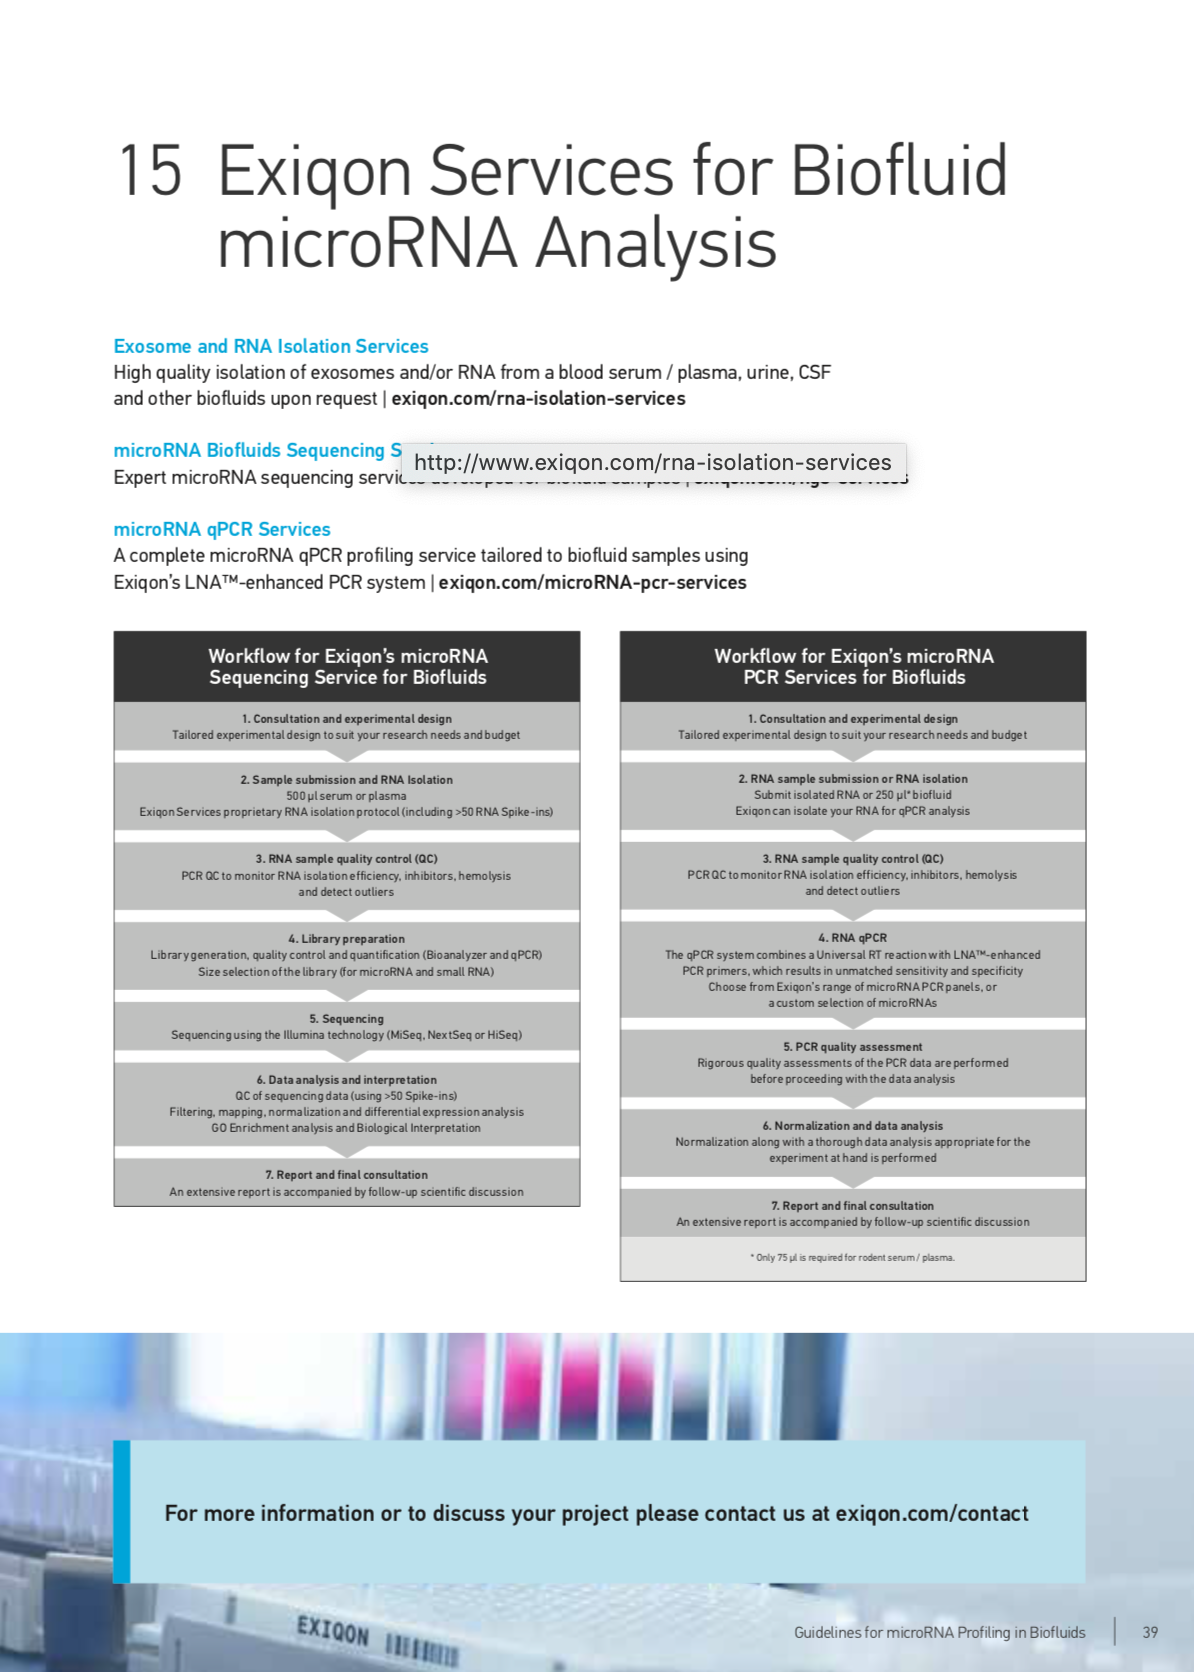 15 Exiqon Services for Biofluid
microRNA Analysis
Exosome and RNA Isolation Services
High quality isolation of exosomes and/or RNA from a blood serum / plasma, urine, CSF
and other biofluids upon request | exiqon.com/rna-isolation-services
microRNA Biofluids Sequencing
http://www.exiqon.com/rna-isolation-services
Expert microRNA sequencing services developed for biofluid samples | exiqon.com/ngs-services
microRNA qPCR Services
A complete microRNA qPCR profiling service tailored to biofluid samples using
Exiqon's LNA™-enhanced PCR system | exiqon.com/microRNA-pcr-services
Workflow for Exiqon's microRNA
Sequencing Service for Biofluids
1. Consultation and experimental design
Tailored experimental design to suit your research needs and budget
2. Sample submission and RNA Isolation
500 µl serum or plasma
Exiqon Services proprietary RNA isolation protocol (including >50 RNA Spike-ins)
3. RNA sample quality control (QC)
PCR QC to monitor RNA isolation efficiency, inhibitors, hemolysis
and detect outliers
4. Library preparation
Library generation, quality control and quantification (Bioanalyzer and qPCR)
Size selection of the library (for microRNA and small RNA)
5. Sequencing
Sequencing using the Illumina technology (MiSeq, NextSeq or HiSeq)
6. Data analysis and interpretation
QC of sequencing data (using >50 Spike-ins)
Filtering, mapping, normalization and differential expression analysis
GO Enrichment analysis and Biological Interpretation
7. Report and final consultation
An extensive report is accompanied by follow-up scientific discussion
Workflow for Exiqon's microRNA
PCR Services for Biofluids
1. Consultation and experimental design
Tailored experimental design to suit your research needs and budget
2. RNA sample submission or RNA isolation
Submit isolated RNA or 250 µl* biofluid
Exiqon can isolate your RNA for qPCR analysis
3. RNA sample quality control (QC)
PCR QC to monitor RNA isolation efficiency, inhibitors, hemolysis
and detect outliers
4. RNA qPCR
The qPCR system combines a Universal RT reaction with LNA™-enhanced
PCR primers, which results in unmatched sensitivity and specificity
Choose from Exiqon's range of microRNA PCR panels, or
a custom selection of microRNAs
5. PCR quality assessment
Rigorous quality assessments of the PCR data are performed
before proceeding with the data analysis
6. Normalization and data analysis
Normalization along with a thorough data analysis appropriate for the
experiment at hand is performed
7. Report and final consultation
An extensive report is accompanied by follow-up scientific discussion
* Only 75 µl is required for rodent serum / plasma.
For more information or to discuss your project please contact us at exiqon.com/contact
EXIQON
Guidelines for microRNA Profiling in Biofluids | 39